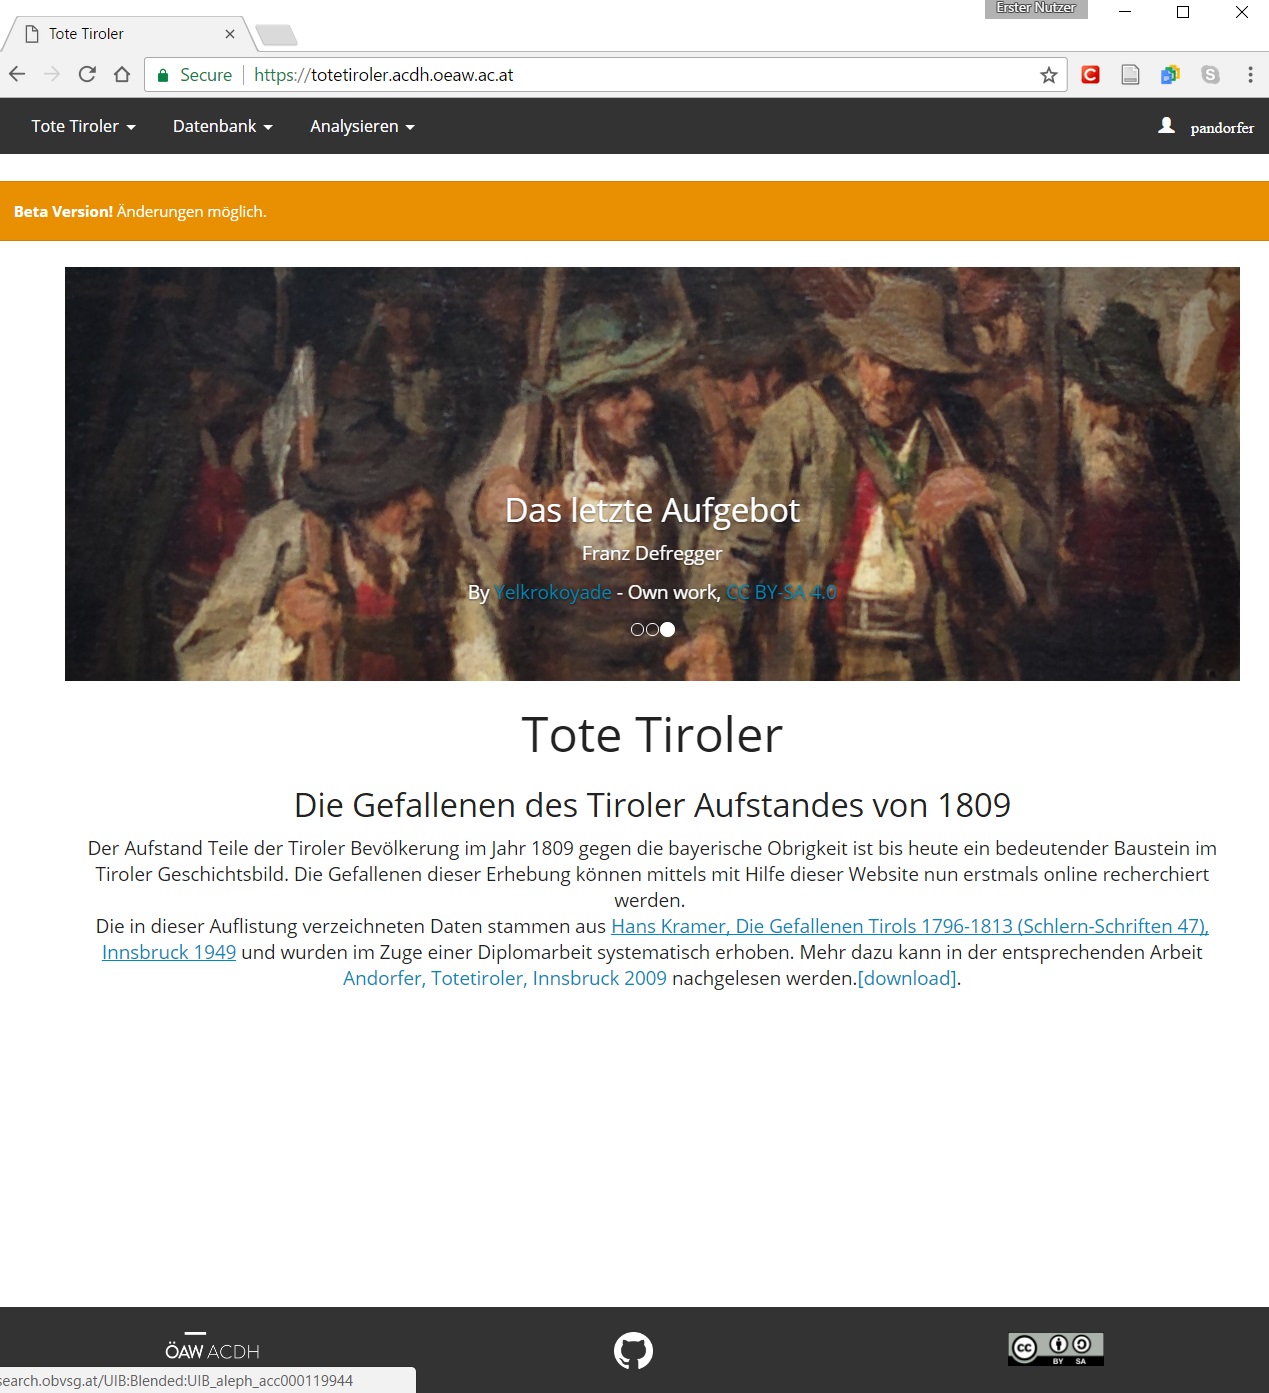 Erster Nutzer
Tote Tiroler
Secure https://totetiroler.acdh.oeaw.ac.at
Tote Tiroler Datenbank Analysieren pandorfer
Beta Version! Änderungen möglich.
Das letzte Aufgebot
Franz Defregger
By Yelkrokoyade - Own work, CC BY-SA 4.0
Tote Tiroler
Die Gefallenen des Tiroler Aufstandes von 1809
Der Aufstand Teile der Tiroler Bevölkerung im Jahr 1809 gegen die bayerische Obrigkeit ist bis heute ein bedeutender Baustein im
Tiroler Geschichtsbild. Die Gefallenen dieser Erhebung können mittels mit Hilfe dieser Website nun erstmals online recherchiert
werden.
Die in dieser Auflistung verzeichneten Daten stammen aus Hans Kramer, Die Gefallenen Tirols 1796-1813 (Schlern-Schriften 47),
Innsbruck 1949 und wurden im Zuge einer Diplomarbeit systematisch erhoben. Mehr dazu kann in der entsprechenden Arbeit
Andorfer, Totetiroler, Innsbruck 2009 nachgelesen werden.[download].
ÖAW ACDH
cc BY SA
search.obvsg.at/UIB:Blended:UIB_aleph_acc000119944